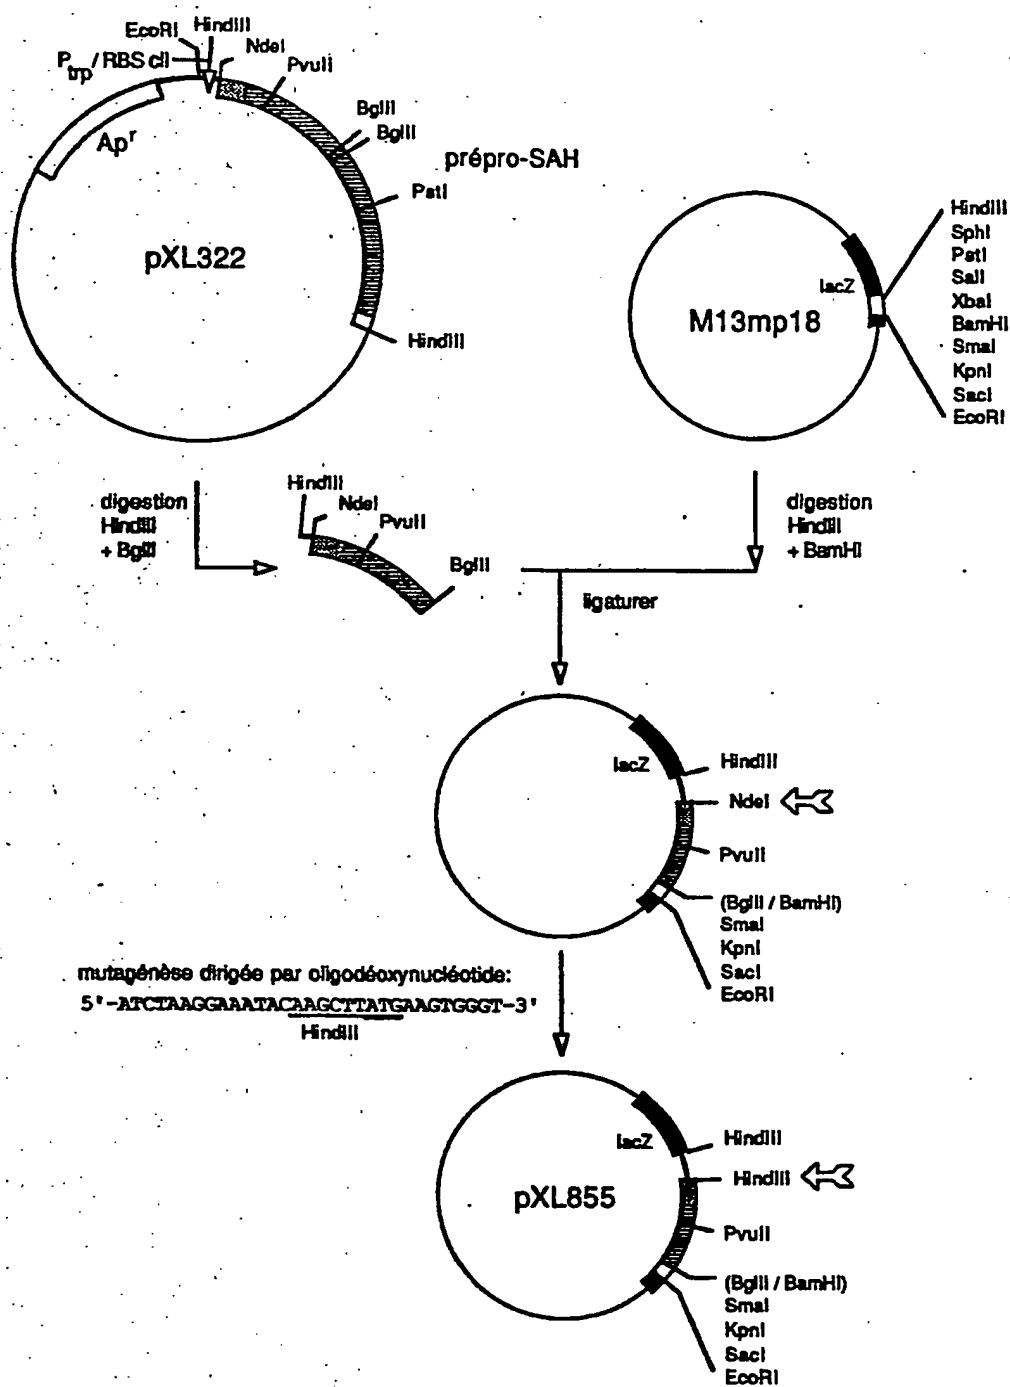 EcoRI
HindIII
Ptrp/ RBS cII
NdeI
PvuII
BglII
BglII
Apr
prépro-SAH
PstI
pXL322
HindIII
lacZ
M13mp18
HindIII
SphI
PstI
SalI
XbaI
BamHI
SmaI
KpnI
SacI
EcoRI
digestion
HindIII
+ BglII
HindIII
NdeI
PvuII
BglII
digestion
HindIII
+ BamHI
ligaturer
lacZ
HindIII
NdeI
PvuII
(BglII / BamHI)
SmaI
KpnI
SacI
EcoRI
mutagénèse dirigée par oligodéoxynucléotide:
5'-ATCTAAGGAAATACAAGCTTATGAAGTGGGT-3'
HindIII
lacZ
HindIII
HindIII
pXL855
PvuII
(BglII / BamHI)
SmaI
KpnI
SacI
EcoRI